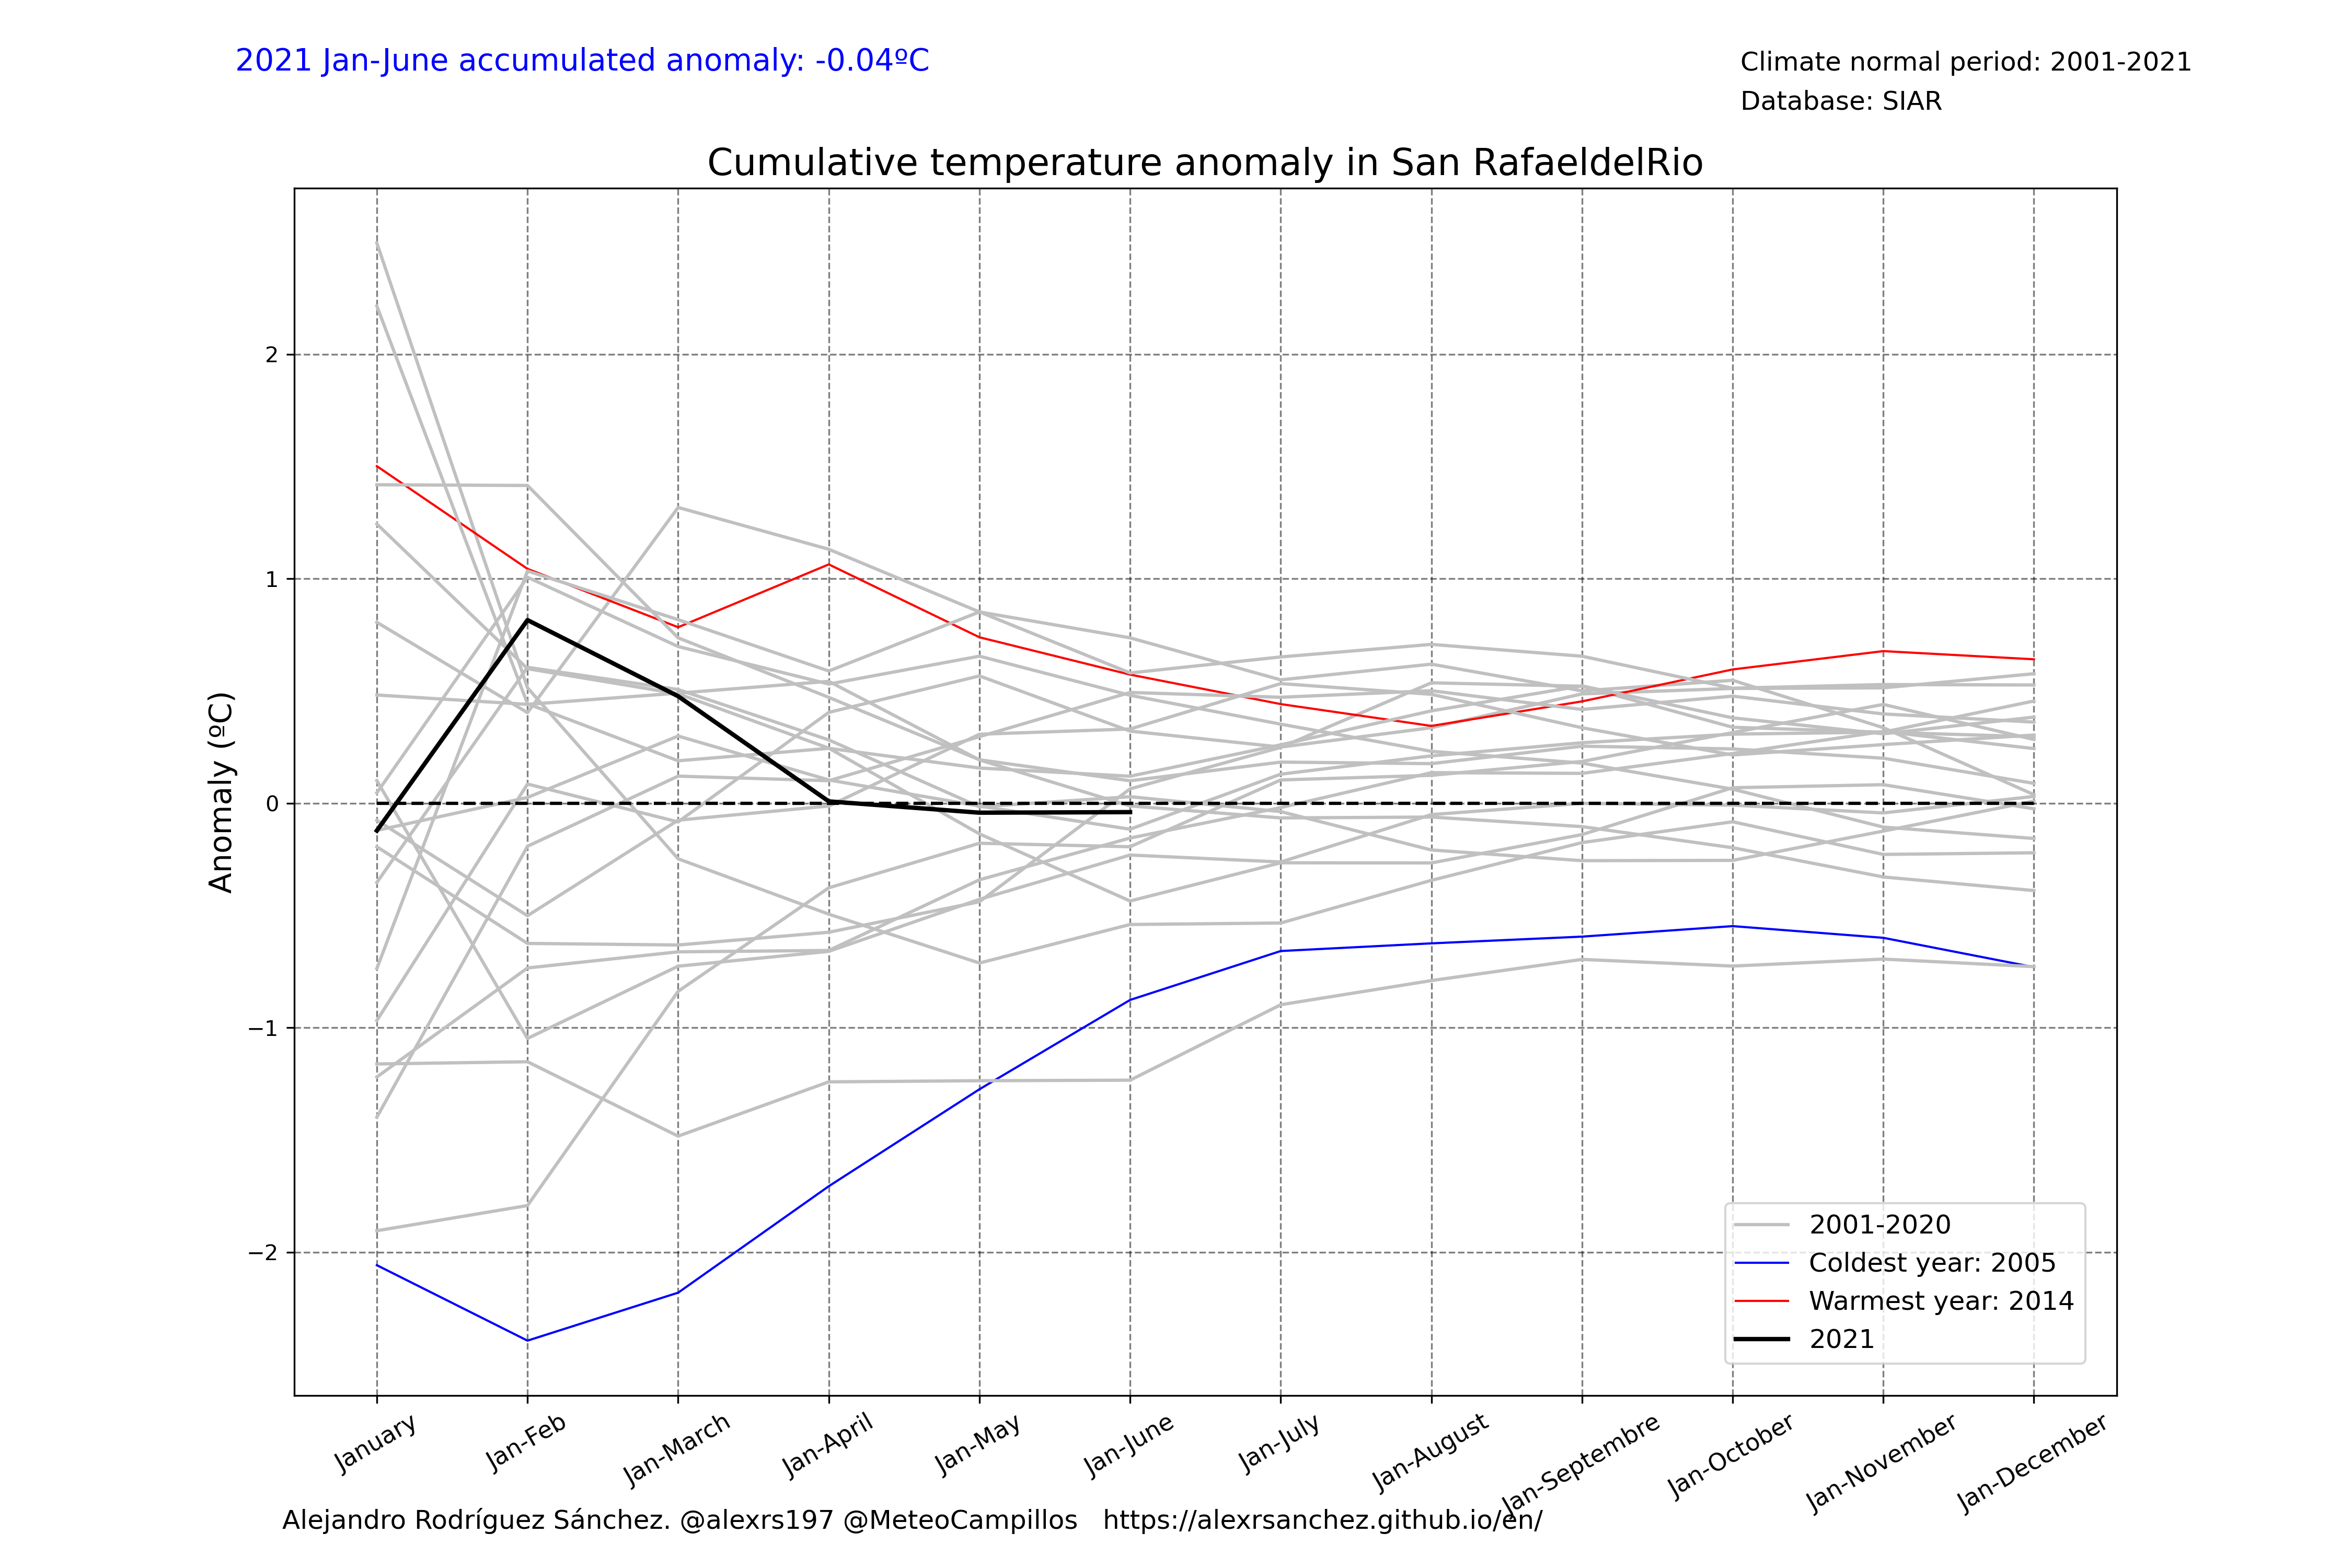 2021 Jan-June accumulated anomaly: -0.04ºC
Climate normal period: 2001-2021
Database: SIAR
Cumulative temperature anomaly in San RafaeldelRio
Anomaly (ºC)
2
1
0
−1
−2
2001-2020
Coldest year: 2005
Warmest year: 2014
2021
January
Jan-Feb
Jan-March
Jan-April
Jan-May
Jan-June
Jan-July
Jan-August
Jan-Septembre
Jan-October
Jan-November
Jan-December
Alejandro Rodríguez Sánchez. @alexrs197 @MeteoCampillos https://alexrsanchez.github.io/en/